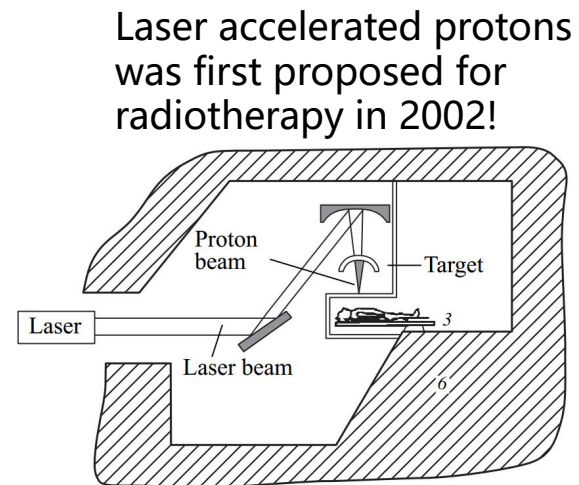 Laser accelerated protons
was first proposed for
radiotherapy in 2002!
Proton
beam
Target
Laser
3
Laser beam
6